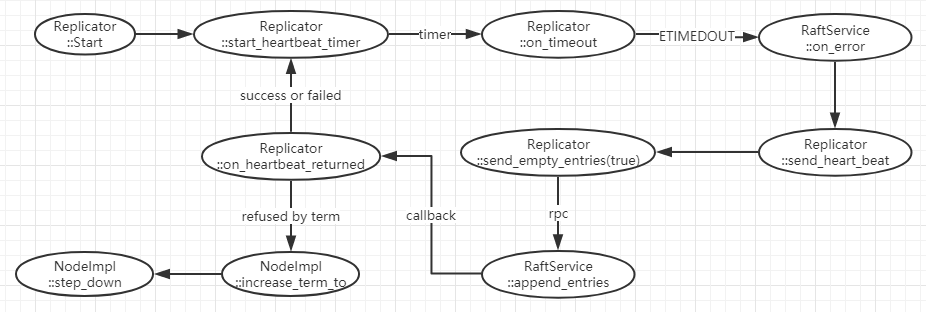 Replicator
::Start
Replicator
::start_heartbeat_timer
timer
Replicator
::on_timeout
ETIMEDOUT
RaftService
::on_error
success or failed
Replicator
::on_heartbeat_returned
Replicator
::send_empty_entries(true)
Replicator
::send_heart_beat
refused by term
callback
rpc
NodeImpl
::step_down
NodeImpl
::increase_term_to
RaftService
::append_entries